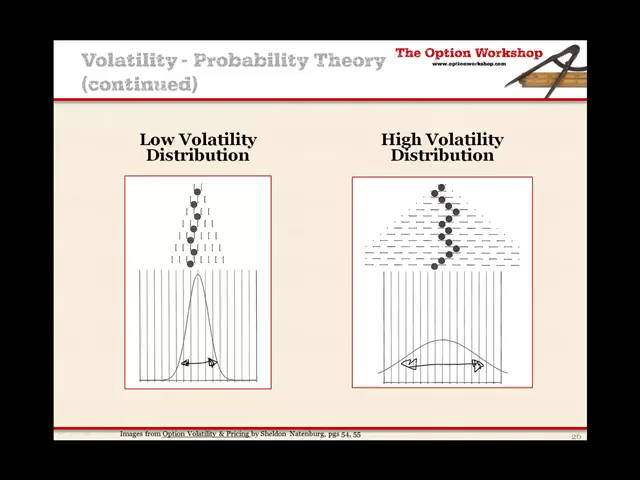 Volatility - Probability Theory
(continued)
The Option Workshop
www.optionworkshop.com
Low Volatility
Distribution
High Volatility
Distribution
Images from Option Volatility & Pricing by Sheldon Natenburg, pgs 54, 55
26